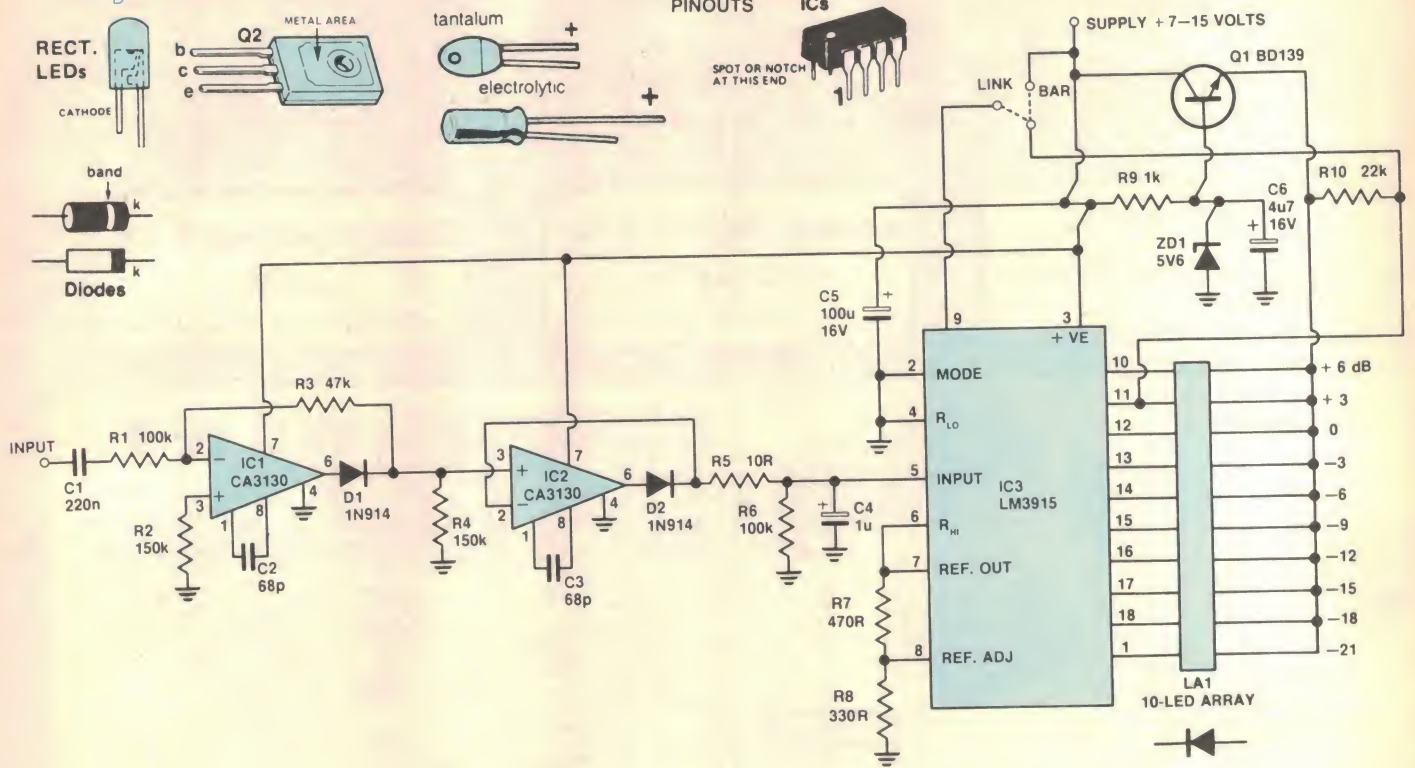 RECT.
LEDs
CATHODE
METAL AREA
Q2
b
c
e
tantalum
+
electrolytic
+
PINOUTS ICs
SPOT OR NOTCH
AT THIS END
1
band
k
k
Diodes
SUPPLY + 7–15 VOLTS
Q1 BD139
LINK
BAR
R9 1k
R10 22k
C6
4u7
16V
+
ZD1
5V6
C5
100u
16V
+
9
3
+ VE
2
MODE
4
R LO
5
INPUT
6
R HI
7
REF. OUT
8
REF. ADJ
IC3
LM3915
10
11
12
13
14
15
16
17
18
1
+ 6 dB
+ 3
0
–3
–6
–9
–12
–15
–18
–21
LA1
10-LED ARRAY
R7
470R
R8
330R
INPUT
C1
220n
R1 100k
R3 47k
2
–
+
3
7
6
4
1
8
IC1
CA3130
R2
150k
C2
68p
D1
1N914
R4
150k
3
+
–
2
7
6
4
1
8
IC2
CA3130
C3
68p
D2
1N914
R5 10R
R6
100k
+
C4
1u